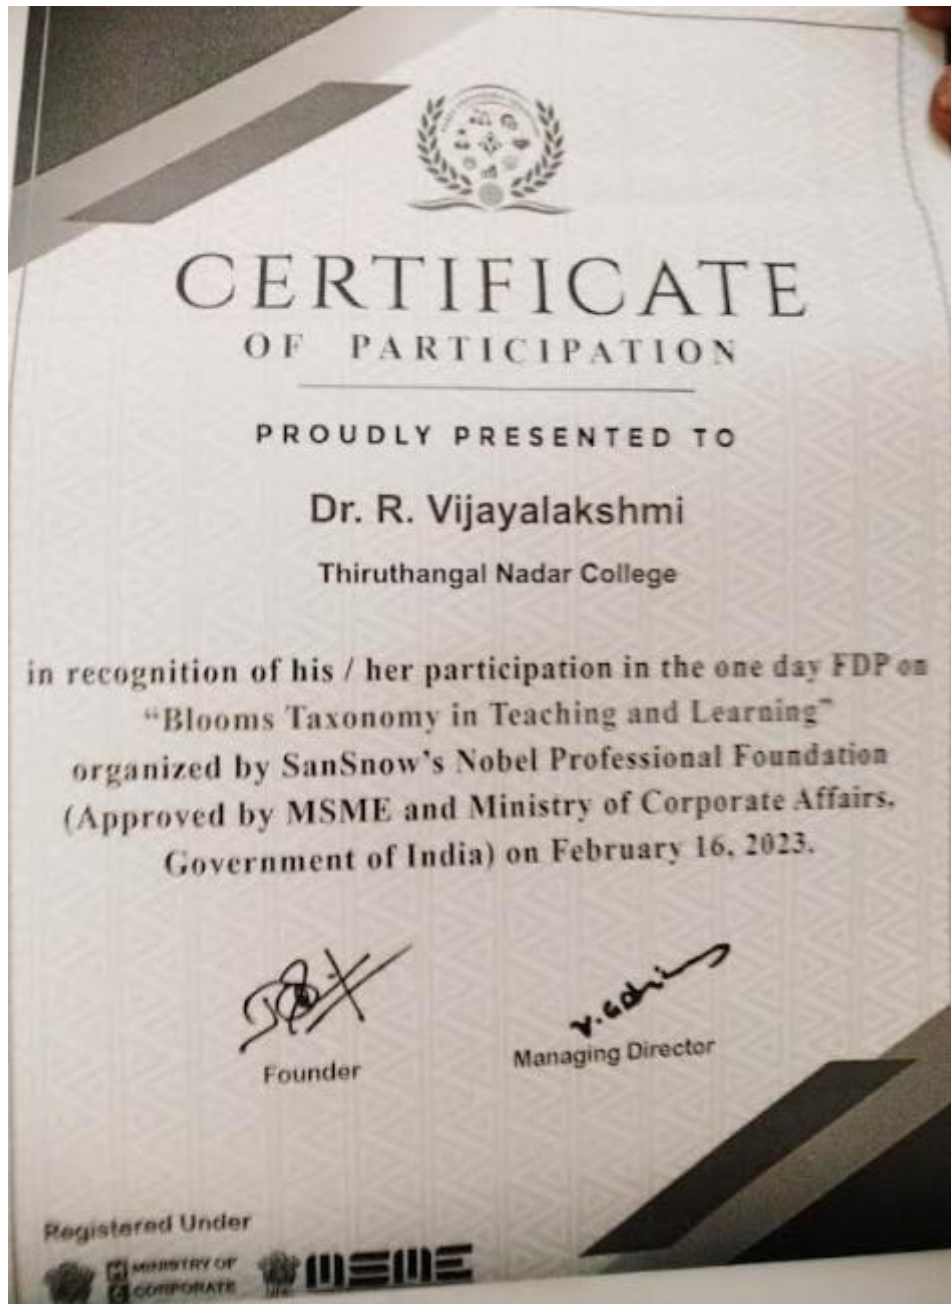 CERTIFICATE
OF PARTICIPATION
PROUDLY PRESENTED TO
Dr. R. Vijayalakshmi
Thiruthangal Nadar College
in recognition of his / her participation in the one day FDP on
“Blooms Taxonomy in Teaching and Learning”
organized by SanSnow's Nobel Professional Foundation
(Approved by MSME and Ministry of Corporate Affairs,
Government of India) on February 16, 2023.
Founder
Managing Director
Registered Under
MINISTRY OF
CORPORATE
MSME